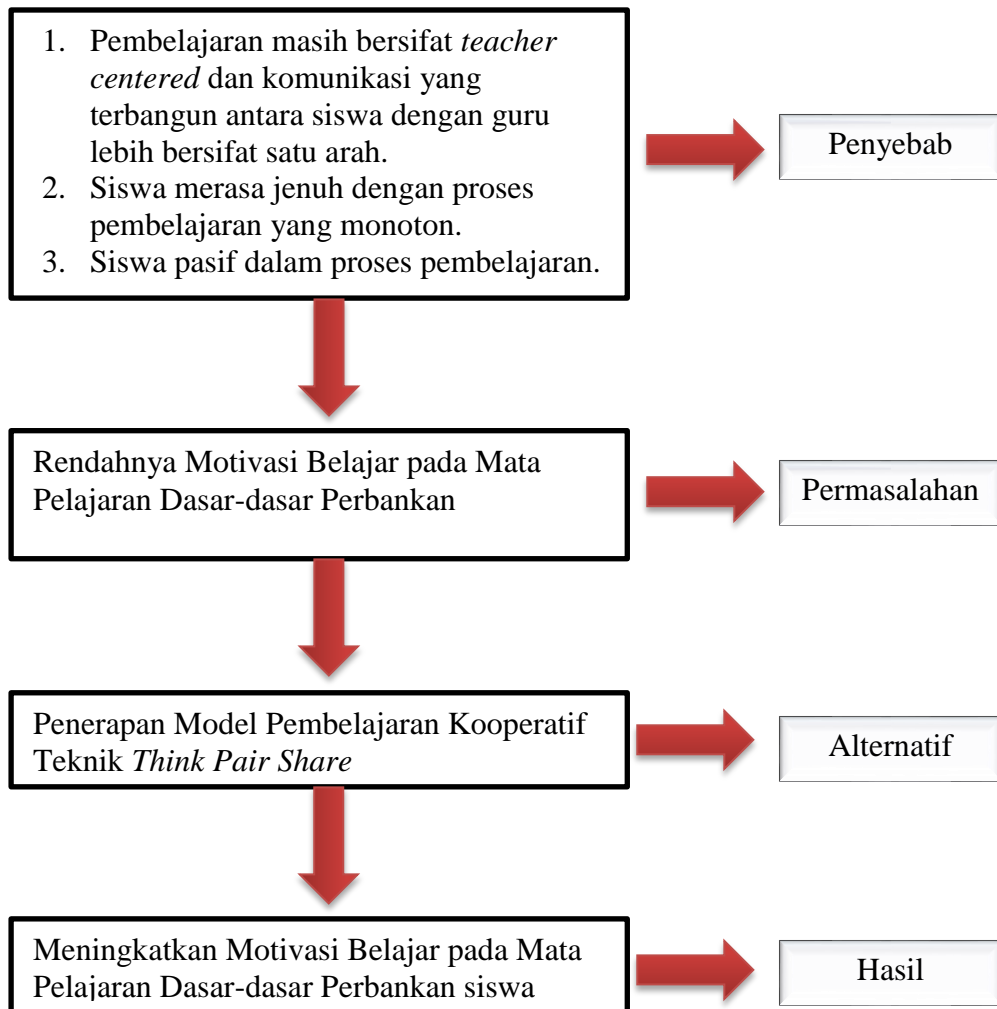 1. Pembelajaran masih bersifat teacher
centered dan komunikasi yang
terbangun antara siswa dengan guru
lebih bersifat satu arah.
2. Siswa merasa jenuh dengan proses
pembelajaran yang monoton.
3. Siswa pasif dalam proses pembelajaran.
Penyebab
Rendahnya Motivasi Belajar pada Mata
Pelajaran Dasar-dasar Perbankan
Permasalahan
Penerapan Model Pembelajaran Kooperatif
Teknik Think Pair Share
Alternatif
Meningkatkan Motivasi Belajar pada Mata
Pelajaran Dasar-dasar Perbankan siswa
Hasil